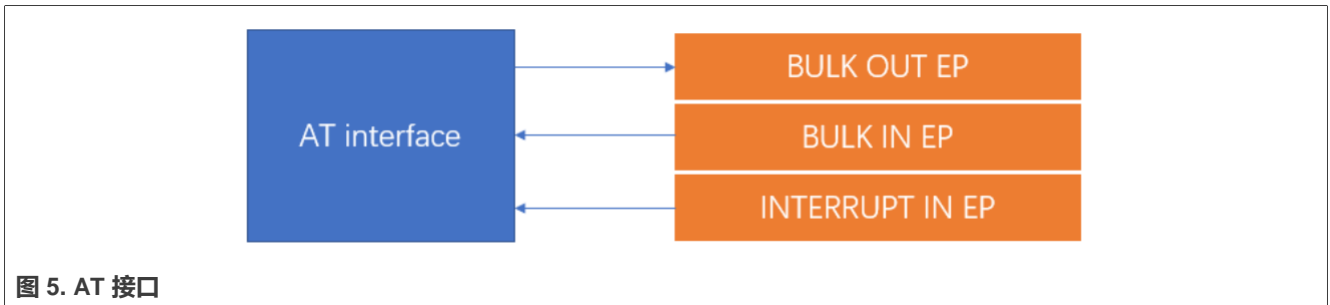 AT interface
BULK OUT EP
BULK IN EP
INTERRUPT IN EP
图 5. AT 接口